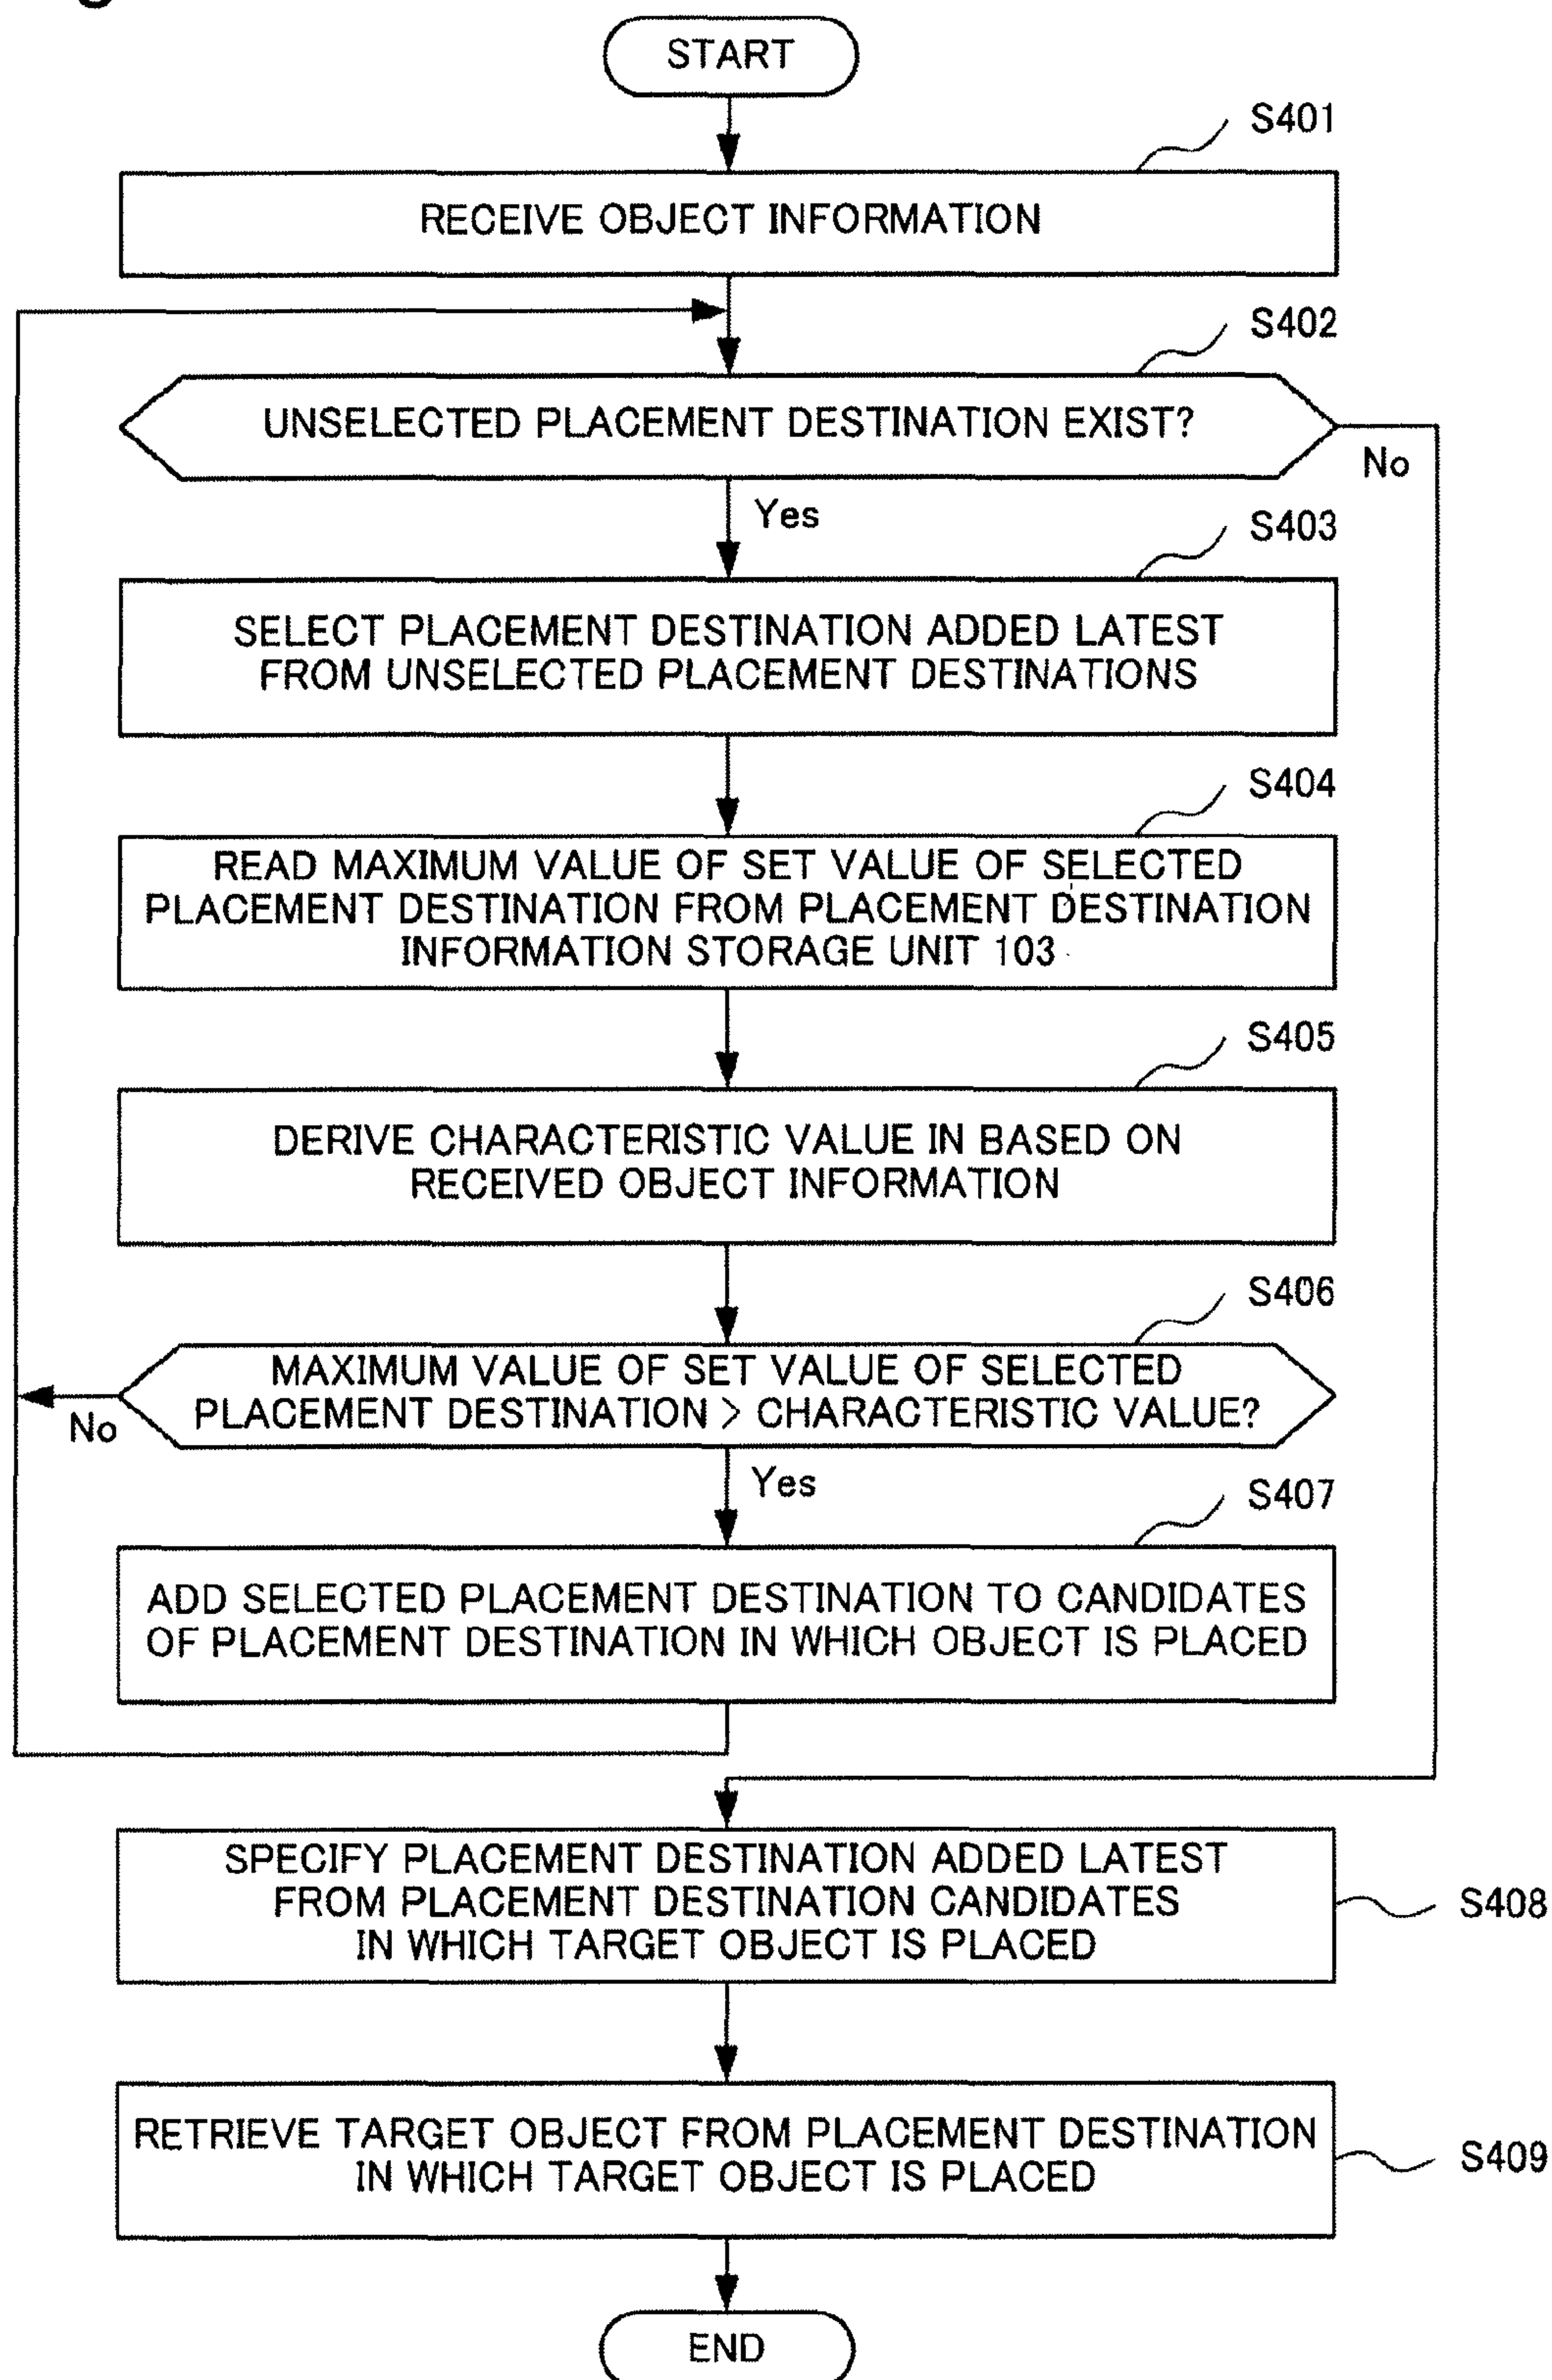 START
S401
RECEIVE OBJECT INFORMATION
S402
UNSELECTED PLACEMENT DESTINATION EXIST?
No
Yes
S403
SELECT PLACEMENT DESTINATION ADDED LATEST
FROM UNSELECTED PLACEMENT DESTINATIONS
S404
READ MAXIMUM VALUE OF SET VALUE OF SELECTED
PLACEMENT DESTINATION FROM PLACEMENT DESTINATION
INFORMATION STORAGE UNIT 103
S405
DERIVE CHARACTERISTIC VALUE IN BASED ON
RECEIVED OBJECT INFORMATION
S406
MAXIMUM VALUE OF SET VALUE OF SELECTED
PLACEMENT DESTINATION > CHARACTERISTIC VALUE?
No
Yes
S407
ADD SELECTED PLACEMENT DESTINATION TO CANDIDATES
OF PLACEMENT DESTINATION IN WHICH OBJECT IS PLACED
SPECIFY PLACEMENT DESTINATION ADDED LATEST
FROM PLACEMENT DESTINATION CANDIDATES
IN WHICH TARGET OBJECT IS PLACED
S408
RETRIEVE TARGET OBJECT FROM PLACEMENT DESTINATION
IN WHICH TARGET OBJECT IS PLACED
S409
END